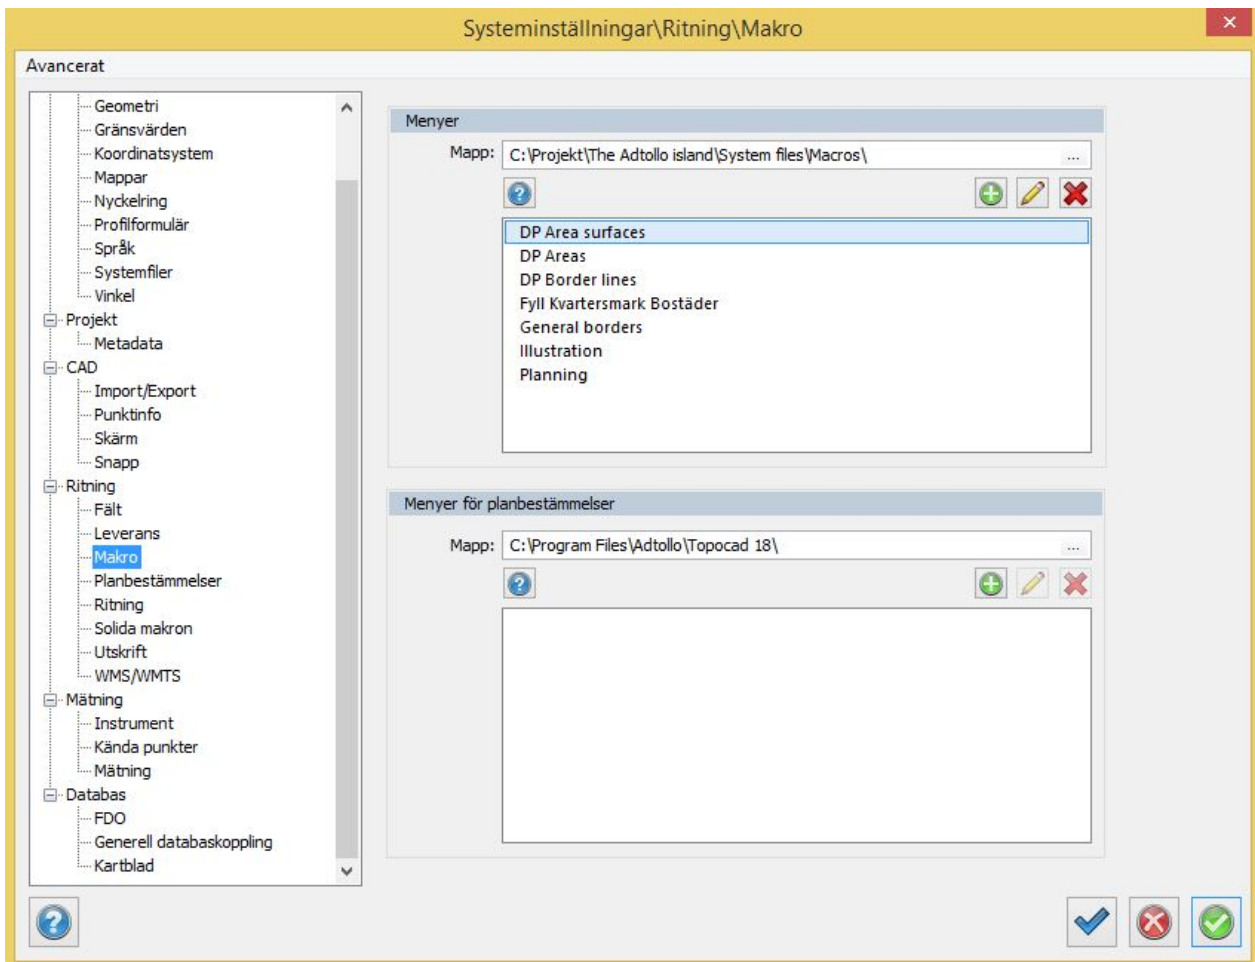 Systeminställningar\Ritning\Makro
Avancerat
Geometri
Gränsvärden
Koordinatsystem
Mappar
Nyckelring
Profilformulär
Språk
Systemfiler
Vinkel
Projekt
Metadata
CAD
Import/Export
Punktinfo
Skärm
Snapp
Ritning
Fält
Leverans
Makro
Planbestämmelser
Ritning
Solida makron
Utskrift
WMS/WMTS
Mätning
Instrument
Kända punkter
Mätning
Databas
FDO
Generell databaskoppling
Kartblad
Menyer
Mapp: C:\Projekt\The Adtollo island\System files\Macros\ ...
DP Area surfaces
DP Areas
DP Border lines
Fyll Kvartersmark Bostäder
General borders
Illustration
Planning
Menyer för planbestämmelser
Mapp: C:\Program Files\Adtollo\Topocad 18\ ...